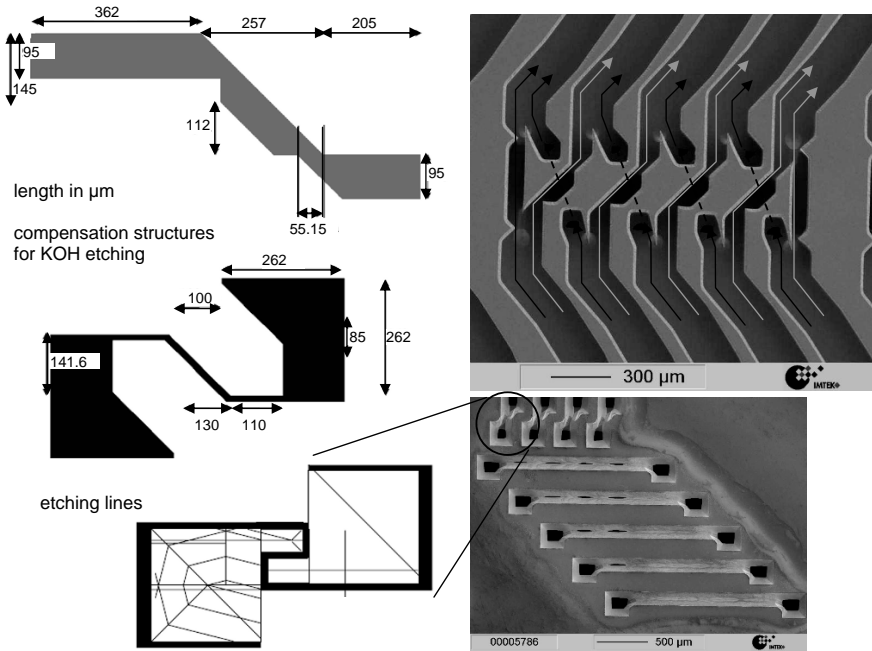 362
257
205
95
145
112
95
55.15
length in µm
compensation structures
for KOH etching
262
100
85
262
141.6
130
110
etching lines
300 µm
IMTEK
00005786
500 µm
IMTEK